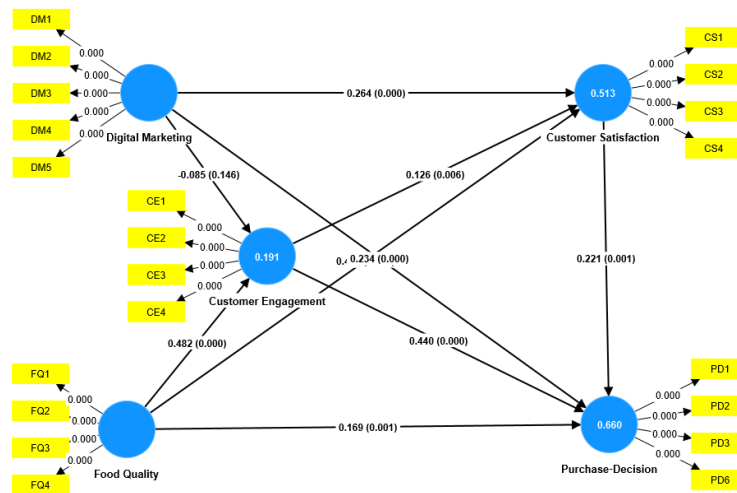 DM1
DM2
DM3
DM4
DM5
0.000
0.000
0.000
0.000
0.000
Digital Marketing
0.264 (0.000)
CS1
CS2
CS3
CS4
0.000
0.000
0.000
0.000
0.513
Customer Satisfaction
-0.085 (0.146)
0.126 (0.006)
CE1
CE2
CE3
CE4
0.000
0.000
0.000
0.000
0.191
Customer Engagement
0.234 (0.000)
0.221 (0.001)
0.482 (0.000)
0.440 (0.000)
FQ1
FQ2
FQ3
FQ4
0.000
0.000
0.000
0.000
Food Quality
0.169 (0.001)
PD1
PD2
PD3
PD6
0.000
0.000
0.000
0.000
0.660
Purchase-Decision